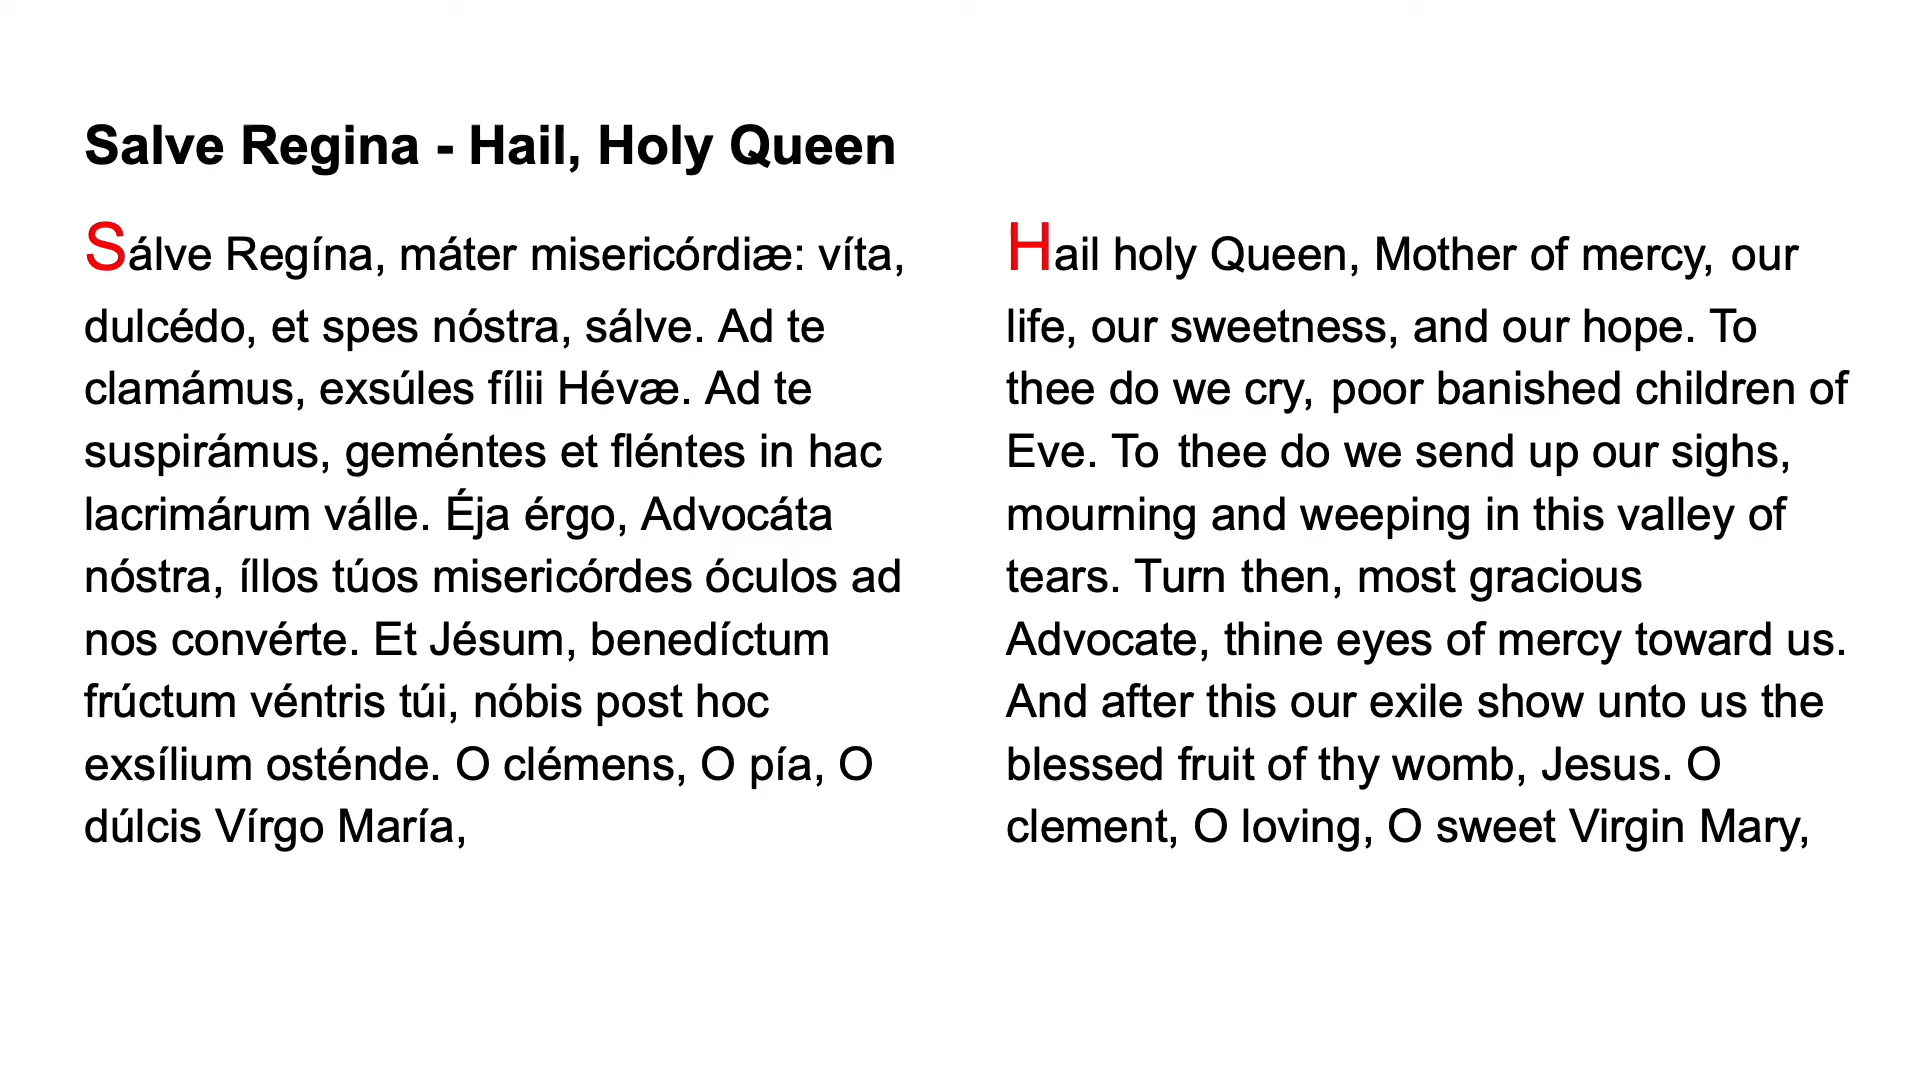 Salve Regina - Hail, Holy Queen
Sálve Regína, máter misericórdiæ: víta,
dulcédo, et spes nóstra, sálve. Ad te
clamámus, exsúles fílii Hévæ. Ad te
suspirámus, geméntes et fléntes in hac
lacrimárum válle. Éja érgo, Advocáta
nóstra, íllos túos misericórdes óculos ad
nos convérte. Et Jésum, benedíctum
frúctum véntris túi, nóbis post hoc
exsílium osténde. O clémens, O pía, O
dúlcis Vírgo María,
Hail holy Queen, Mother of mercy, our
life, our sweetness, and our hope. To
thee do we cry, poor banished children of
Eve. To thee do we send up our sighs,
mourning and weeping in this valley of
tears. Turn then, most gracious
Advocate, thine eyes of mercy toward us.
And after this our exile show unto us the
blessed fruit of thy womb, Jesus. O
clement, O loving, O sweet Virgin Mary,